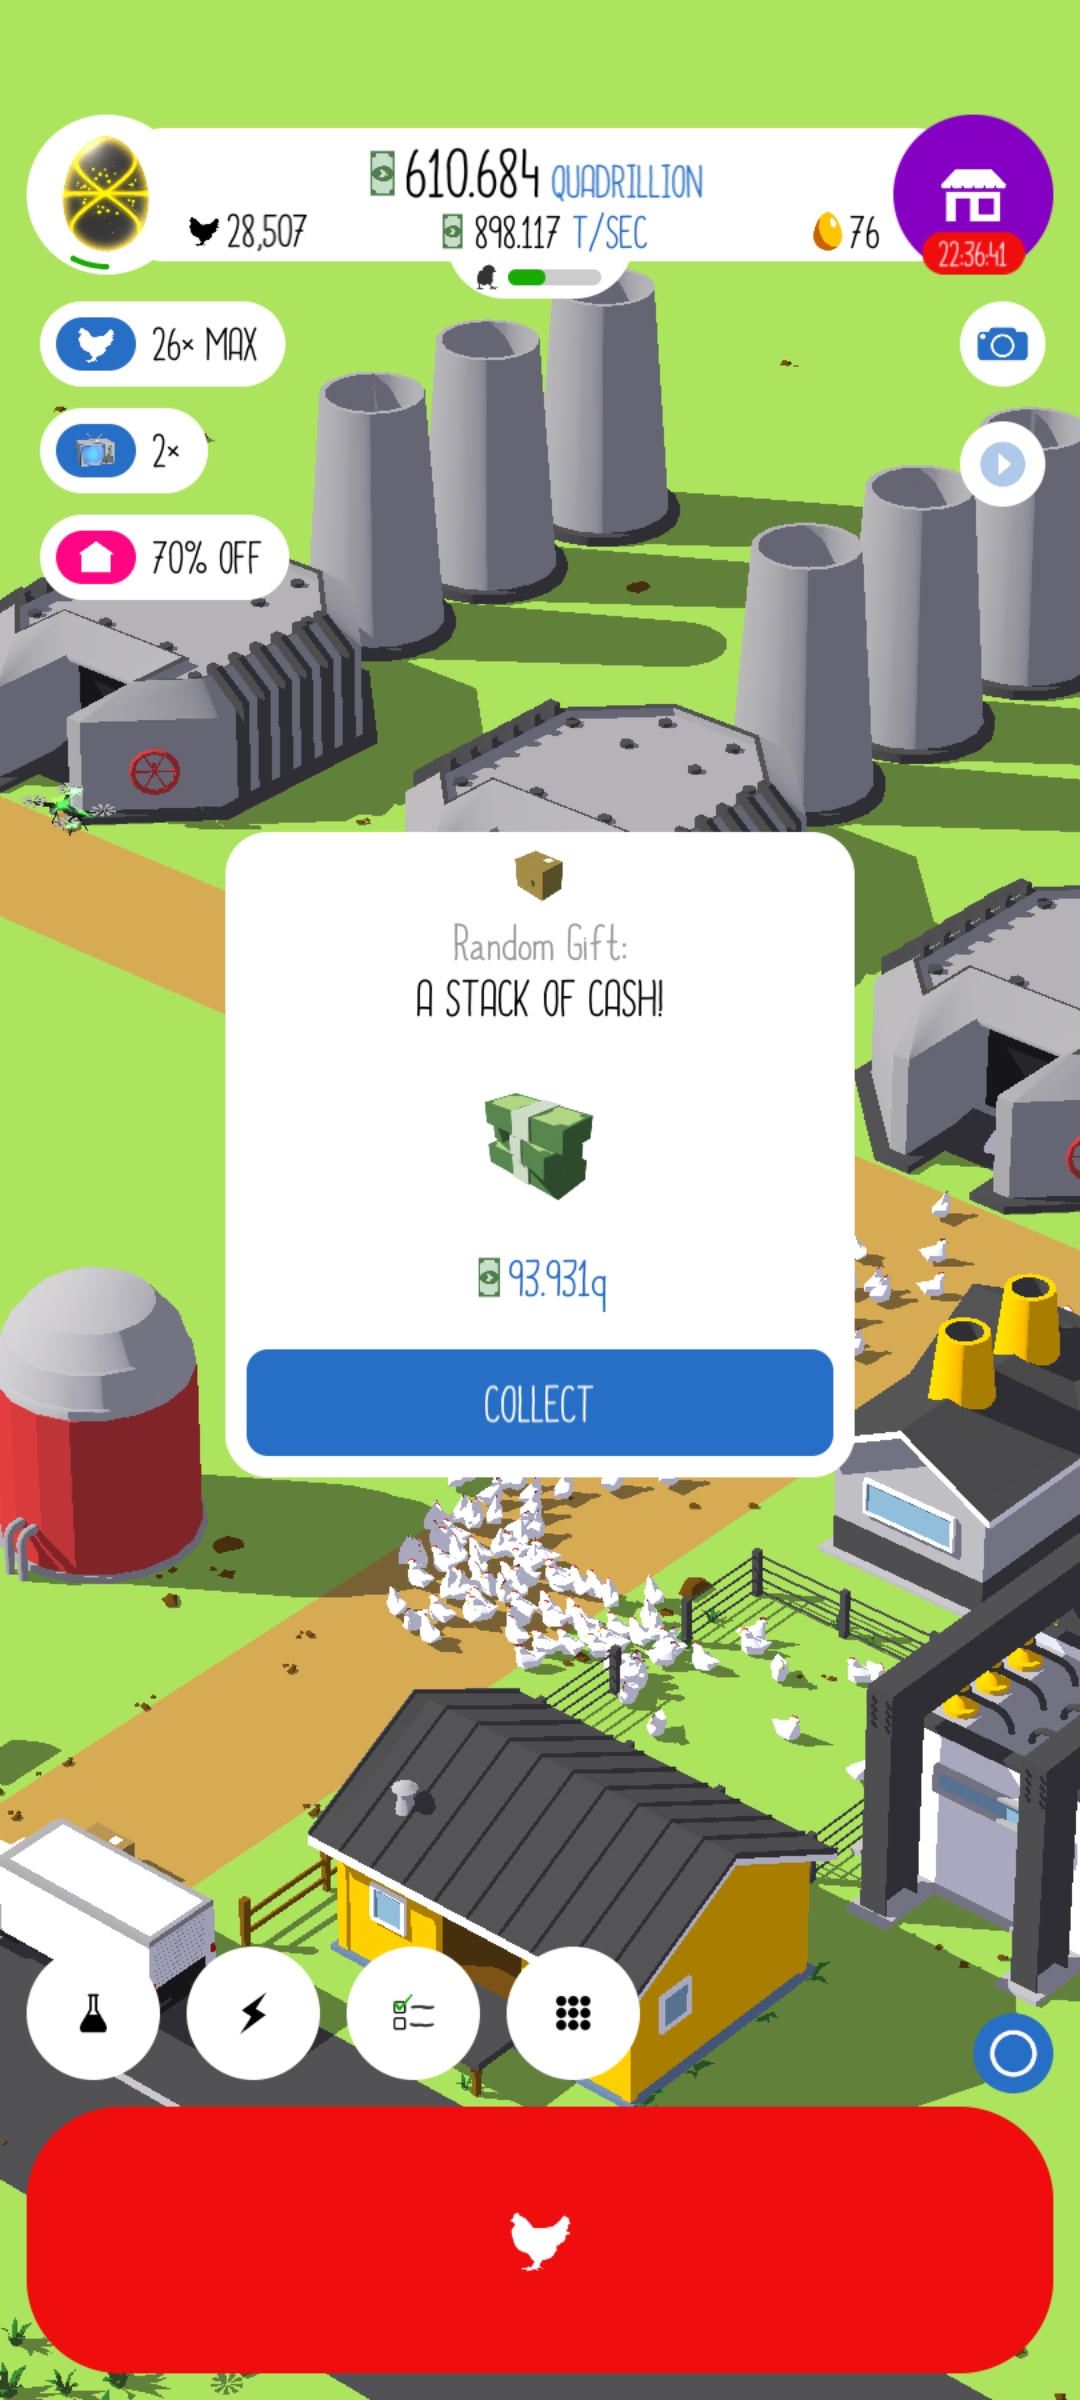 610.684 QUADRILLION
28,507
898.117 T/SEC
76
22:36:41
26× MAX
2×
70% OFF
Random Gift:
A STACK OF CASH!
93.931q
COLLECT